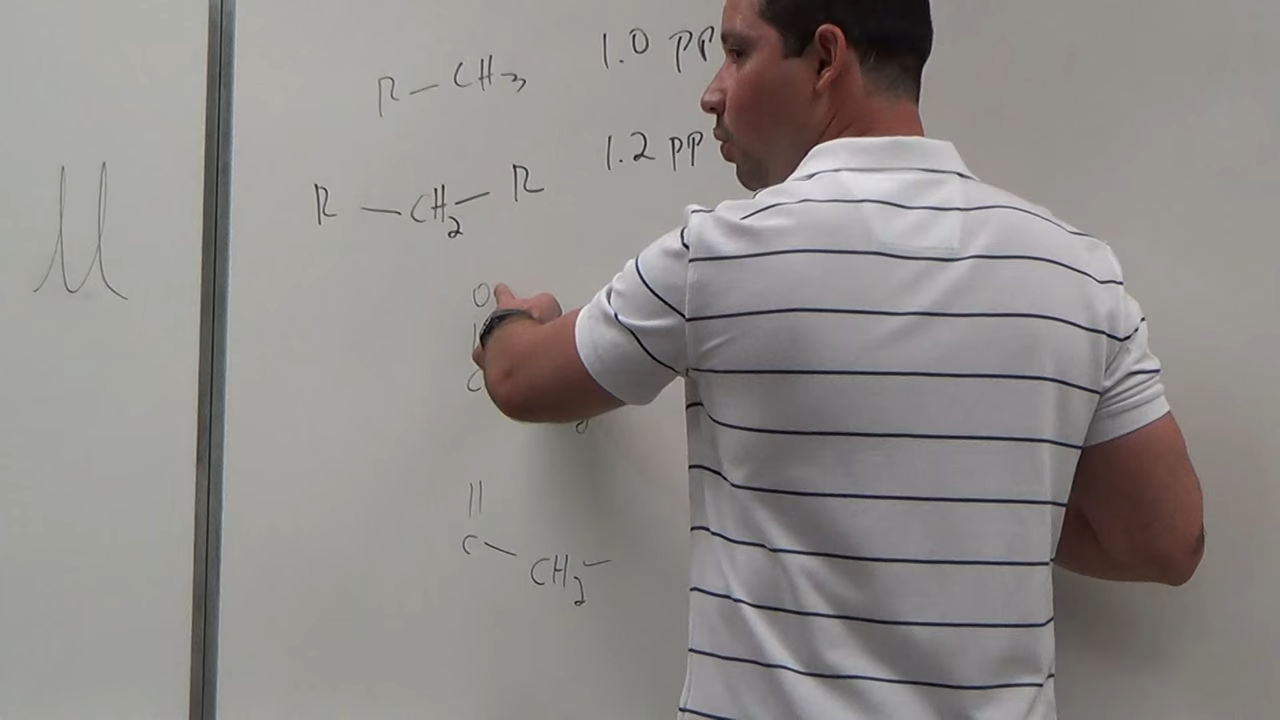 R-CH3 1.0 pp
R-CH2-R 1.2 pp
O
C
||
C-CH2-